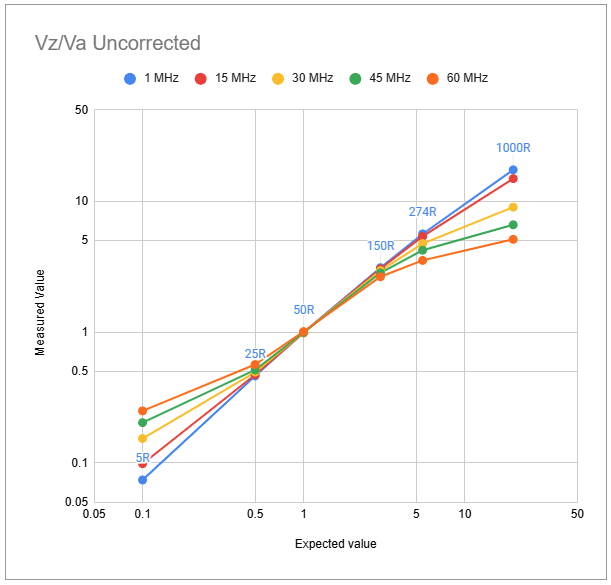 Vz/Va Uncorrected
1 MHz 15 MHz 30 MHz 45 MHz 60 MHz
50
1000R
10
274R
5
150R
50R
1
25R
0.5
5R
0.1
0.05
0.05 0.1 0.5 1 5 10 50
Measured Value
Expected value